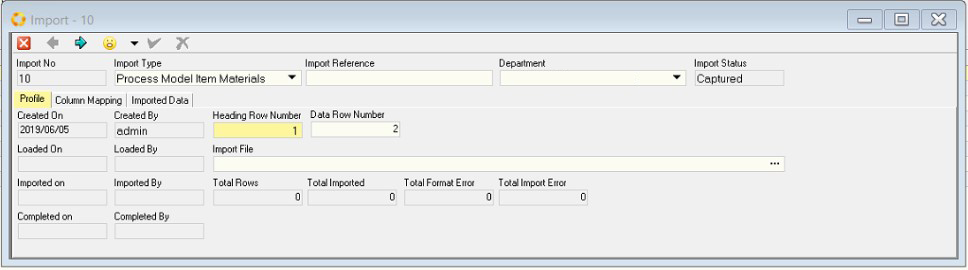 Import - 10
Import No Import Type Import Reference Department Import Status
10 Process Model Item Materials Captured
Profile Column Mapping Imported Data
Created On Created By Heading Row Number Data Row Number
2019/06/05 admin 1 2
Loaded On Loaded By Import File
...
Imported on Imported By Total Rows Total Imported Total Format Error Total Import Error
0 0 0 0
Completed on Completed By